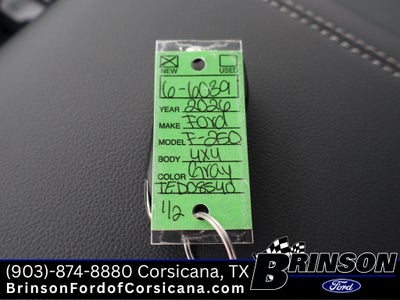 NEW USED
6-6039
YEAR 2026
MAKE Ford
MODEL F-250
BODY 4X4
COLOR Gray
TED08540
1/2
BRINSON
Ford
(903)-874-8880 Corsicana, TX
BrinsonFordofCorsicana.com